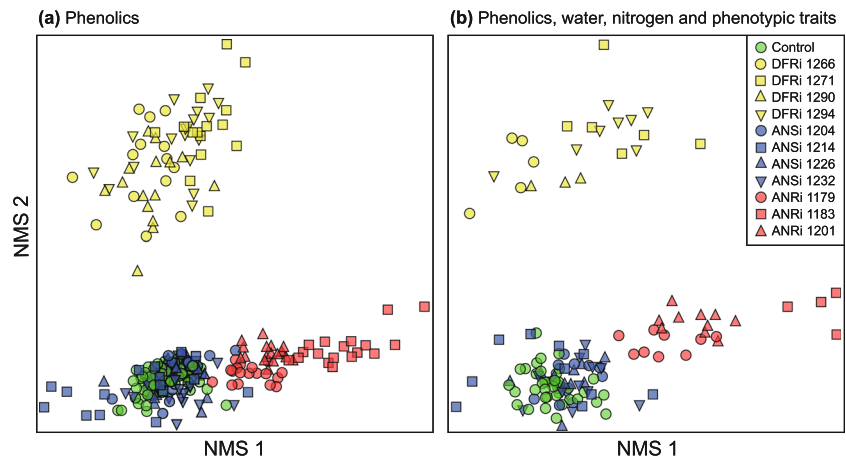 (a) Phenolics
(b) Phenolics, water, nitrogen and phenotypic traits
Control
DFRi 1266
DFRi 1271
DFRi 1290
DFRi 1294
ANSi 1204
ANSi 1214
ANSi 1226
ANSi 1232
ANRi 1179
ANRi 1183
ANRi 1201
NMS 2
NMS 1
NMS 1